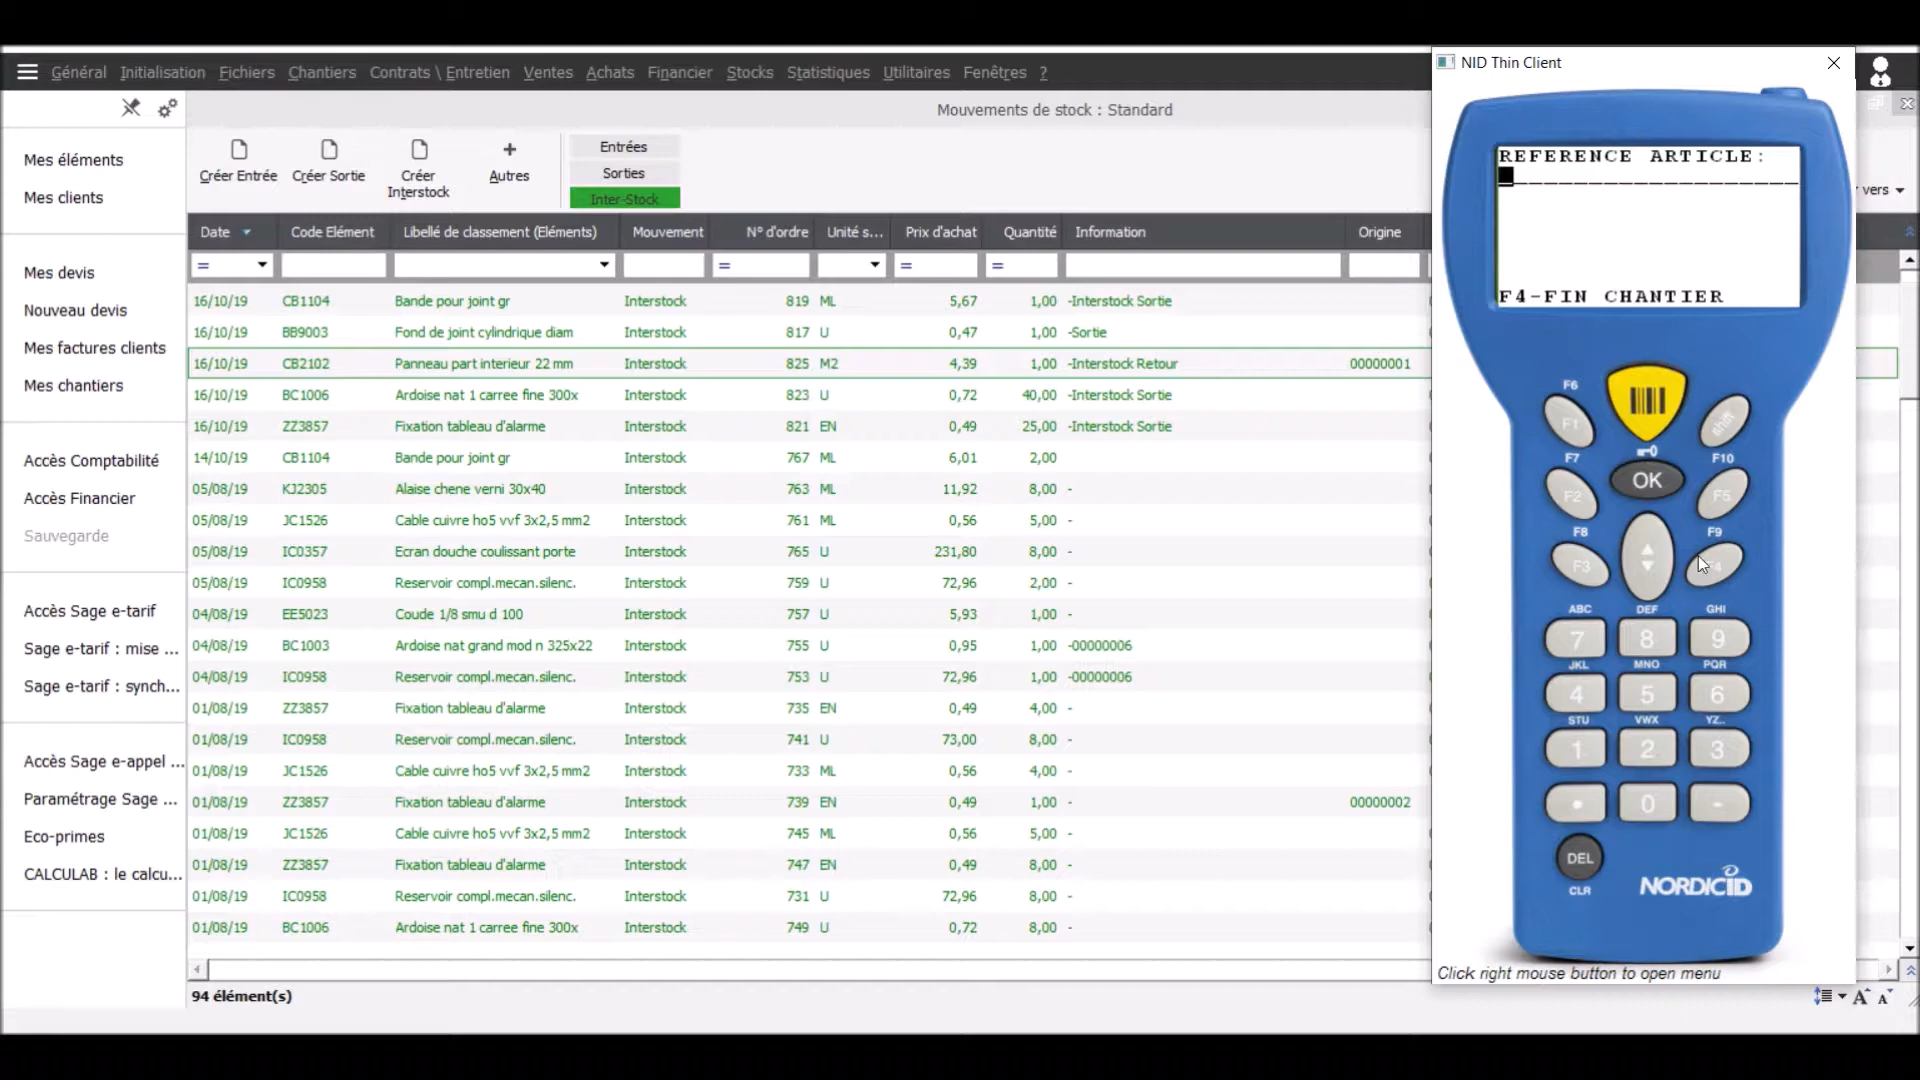 Général Initialisation Fichiers Chantiers Contrats \ Entretien Ventes Achats Financier Stocks Statistiques Utilitaires Fenêtres ?
Mouvements de stock : Standard
Mes éléments
Mes clients
Mes devis
Nouveau devis
Mes factures clients
Mes chantiers
Accès Comptabilité
Accès Financier
Sauvegarde
Accès Sage e-tarif
Sage e-tarif : mise ...
Sage e-tarif : synch...
Accès Sage e-appel ...
Paramétrage Sage ...
Eco-primes
CALCULAB : le calcu...
Créer Entrée
Créer Sortie
Créer Interstock
Autres
Entrées
Sorties
Inter-Stock
vers
Date Code Elément Libellé de classement (Eléments) Mouvement N° d'ordre Unité s... Prix d'achat Quantité Information Origine
= = = =
16/10/19 CB1104 Bande pour joint gr Interstock 819 ML 5,67 1,00 -Interstock Sortie
16/10/19 BB9003 Fond de joint cylindrique diam Interstock 817 U 0,47 1,00 -Sortie
16/10/19 CB2102 Panneau part interieur 22 mm Interstock 825 M2 4,39 1,00 -Interstock Retour 00000001
16/10/19 BC1006 Ardoise nat 1 carree fine 300x Interstock 823 U 0,72 40,00 -Interstock Sortie
16/10/19 ZZ3857 Fixation tableau d'alarme Interstock 821 EN 0,49 25,00 -Interstock Sortie
14/10/19 CB1104 Bande pour joint gr Interstock 767 ML 6,01 2,00
05/08/19 KJ2305 Alaise chene verni 30x40 Interstock 763 ML 11,92 8,00 -
05/08/19 JC1526 Cable cuivre ho5 vvf 3x2,5 mm2 Interstock 761 ML 0,56 5,00 -
05/08/19 IC0357 Ecran douche coulissant porte Interstock 765 U 231,80 8,00 -
05/08/19 IC0958 Reservoir compl.mecan.silenc. Interstock 759 U 72,96 2,00 -
04/08/19 EE5023 Coude 1/8 smu d 100 Interstock 757 U 5,93 1,00 -
04/08/19 BC1003 Ardoise nat grand mod n 325x22 Interstock 755 U 0,95 1,00 -00000006
04/08/19 IC0958 Reservoir compl.mecan.silenc. Interstock 753 U 72,96 1,00 -00000006
01/08/19 ZZ3857 Fixation tableau d'alarme Interstock 735 EN 0,49 4,00 -
01/08/19 IC0958 Reservoir compl.mecan.silenc. Interstock 741 U 73,00 8,00 -
01/08/19 JC1526 Cable cuivre ho5 vvf 3x2,5 mm2 Interstock 733 ML 0,56 4,00 -
01/08/19 ZZ3857 Fixation tableau d'alarme Interstock 739 EN 0,49 1,00 - 00000002
01/08/19 JC1526 Cable cuivre ho5 vvf 3x2,5 mm2 Interstock 745 ML 0,56 5,00 -
01/08/19 ZZ3857 Fixation tableau d'alarme Interstock 747 EN 0,49 8,00 -
01/08/19 IC0958 Reservoir compl.mecan.silenc. Interstock 731 U 72,96 8,00 -
01/08/19 BC1006 Ardoise nat 1 carree fine 300x Interstock 749 U 0,72 8,00 -
94 élément(s)
A A
NID Thin Client
REFERENCE ARTICLE:
F4-FIN CHANTIER
F6
F1 shift
F7 F10
F2 OK F5
F8 F9
F3 F4
ABC DEF GHI
7 8 9
JKL MNO PQR
4 5 6
STU VWX YZ..
1 2 3
. 0 -
DEL
CLR
NORDICID
Click right mouse button to open menu